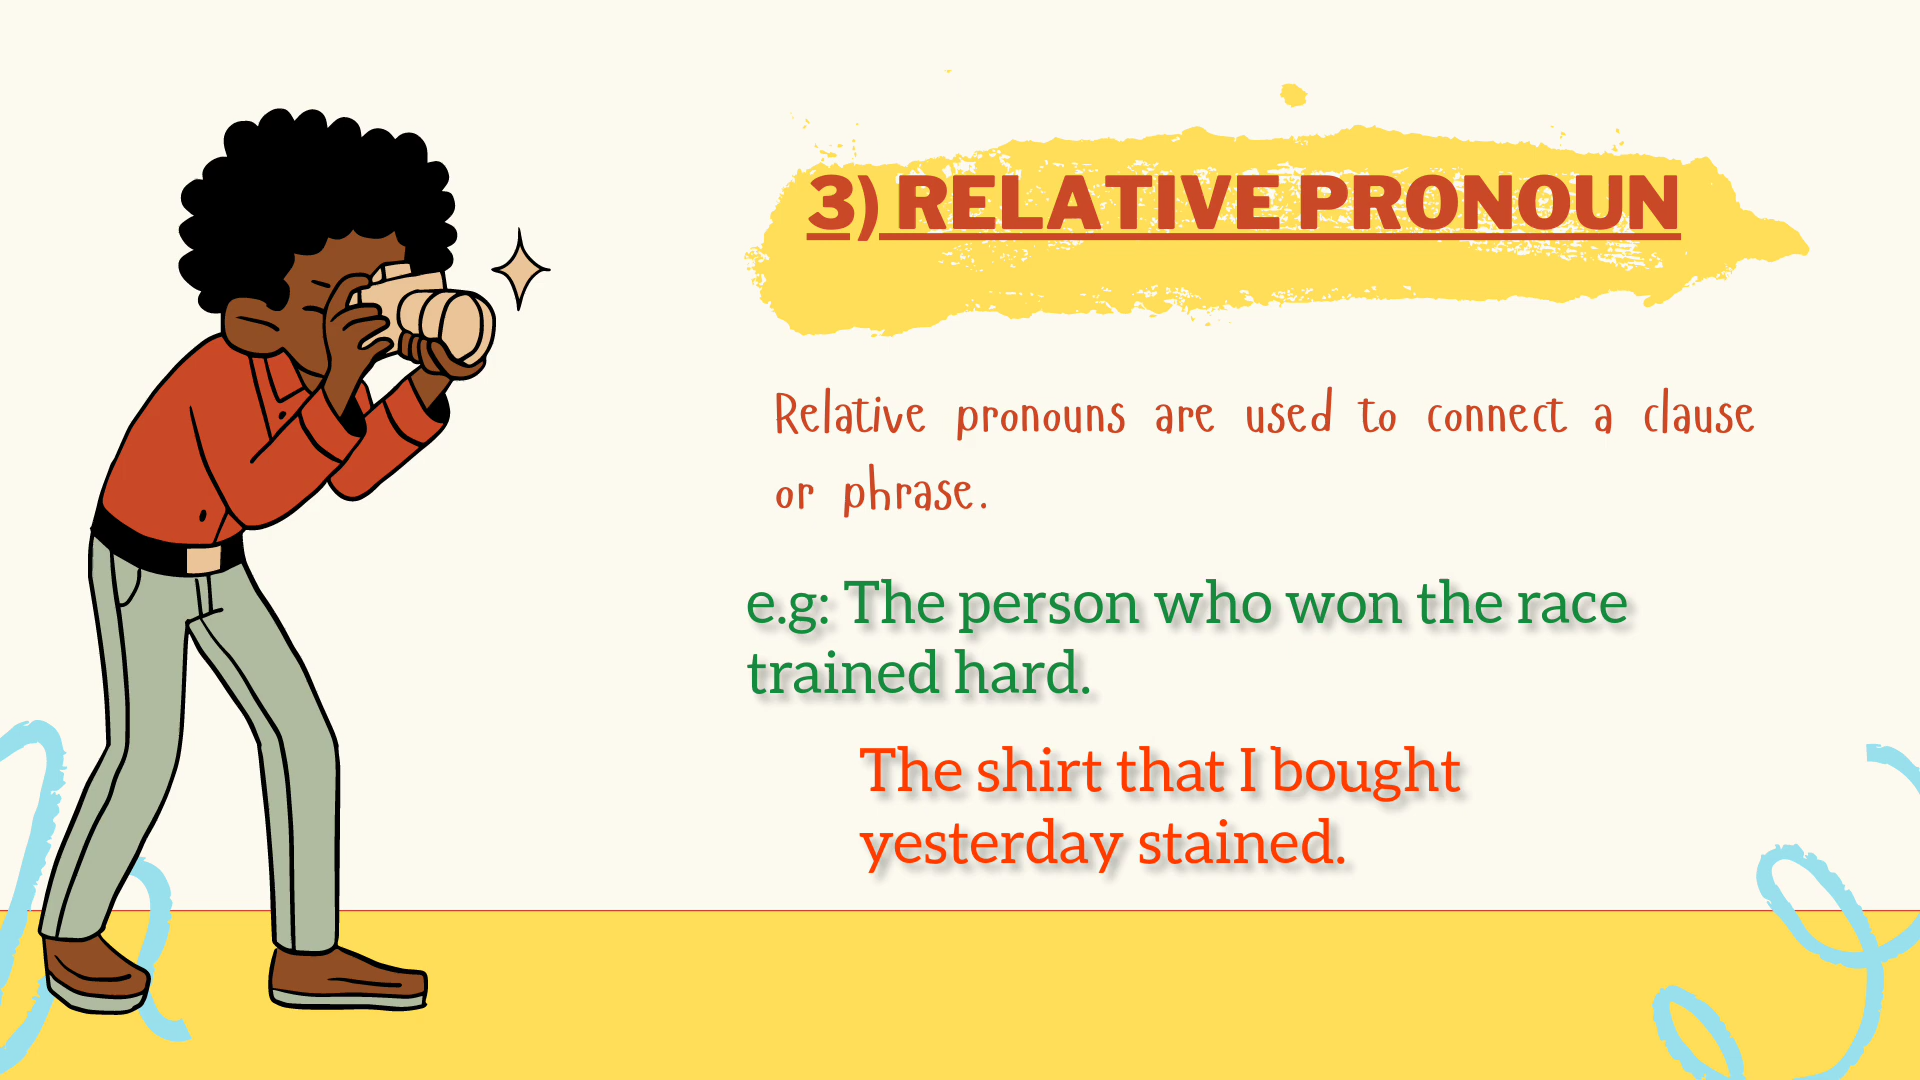 3) RELATIVE PRONOUN
Relative pronouns are used to connect a clause
or phrase.
e.g: The person who won the race
trained hard.
The shirt that I bought
yesterday stained.